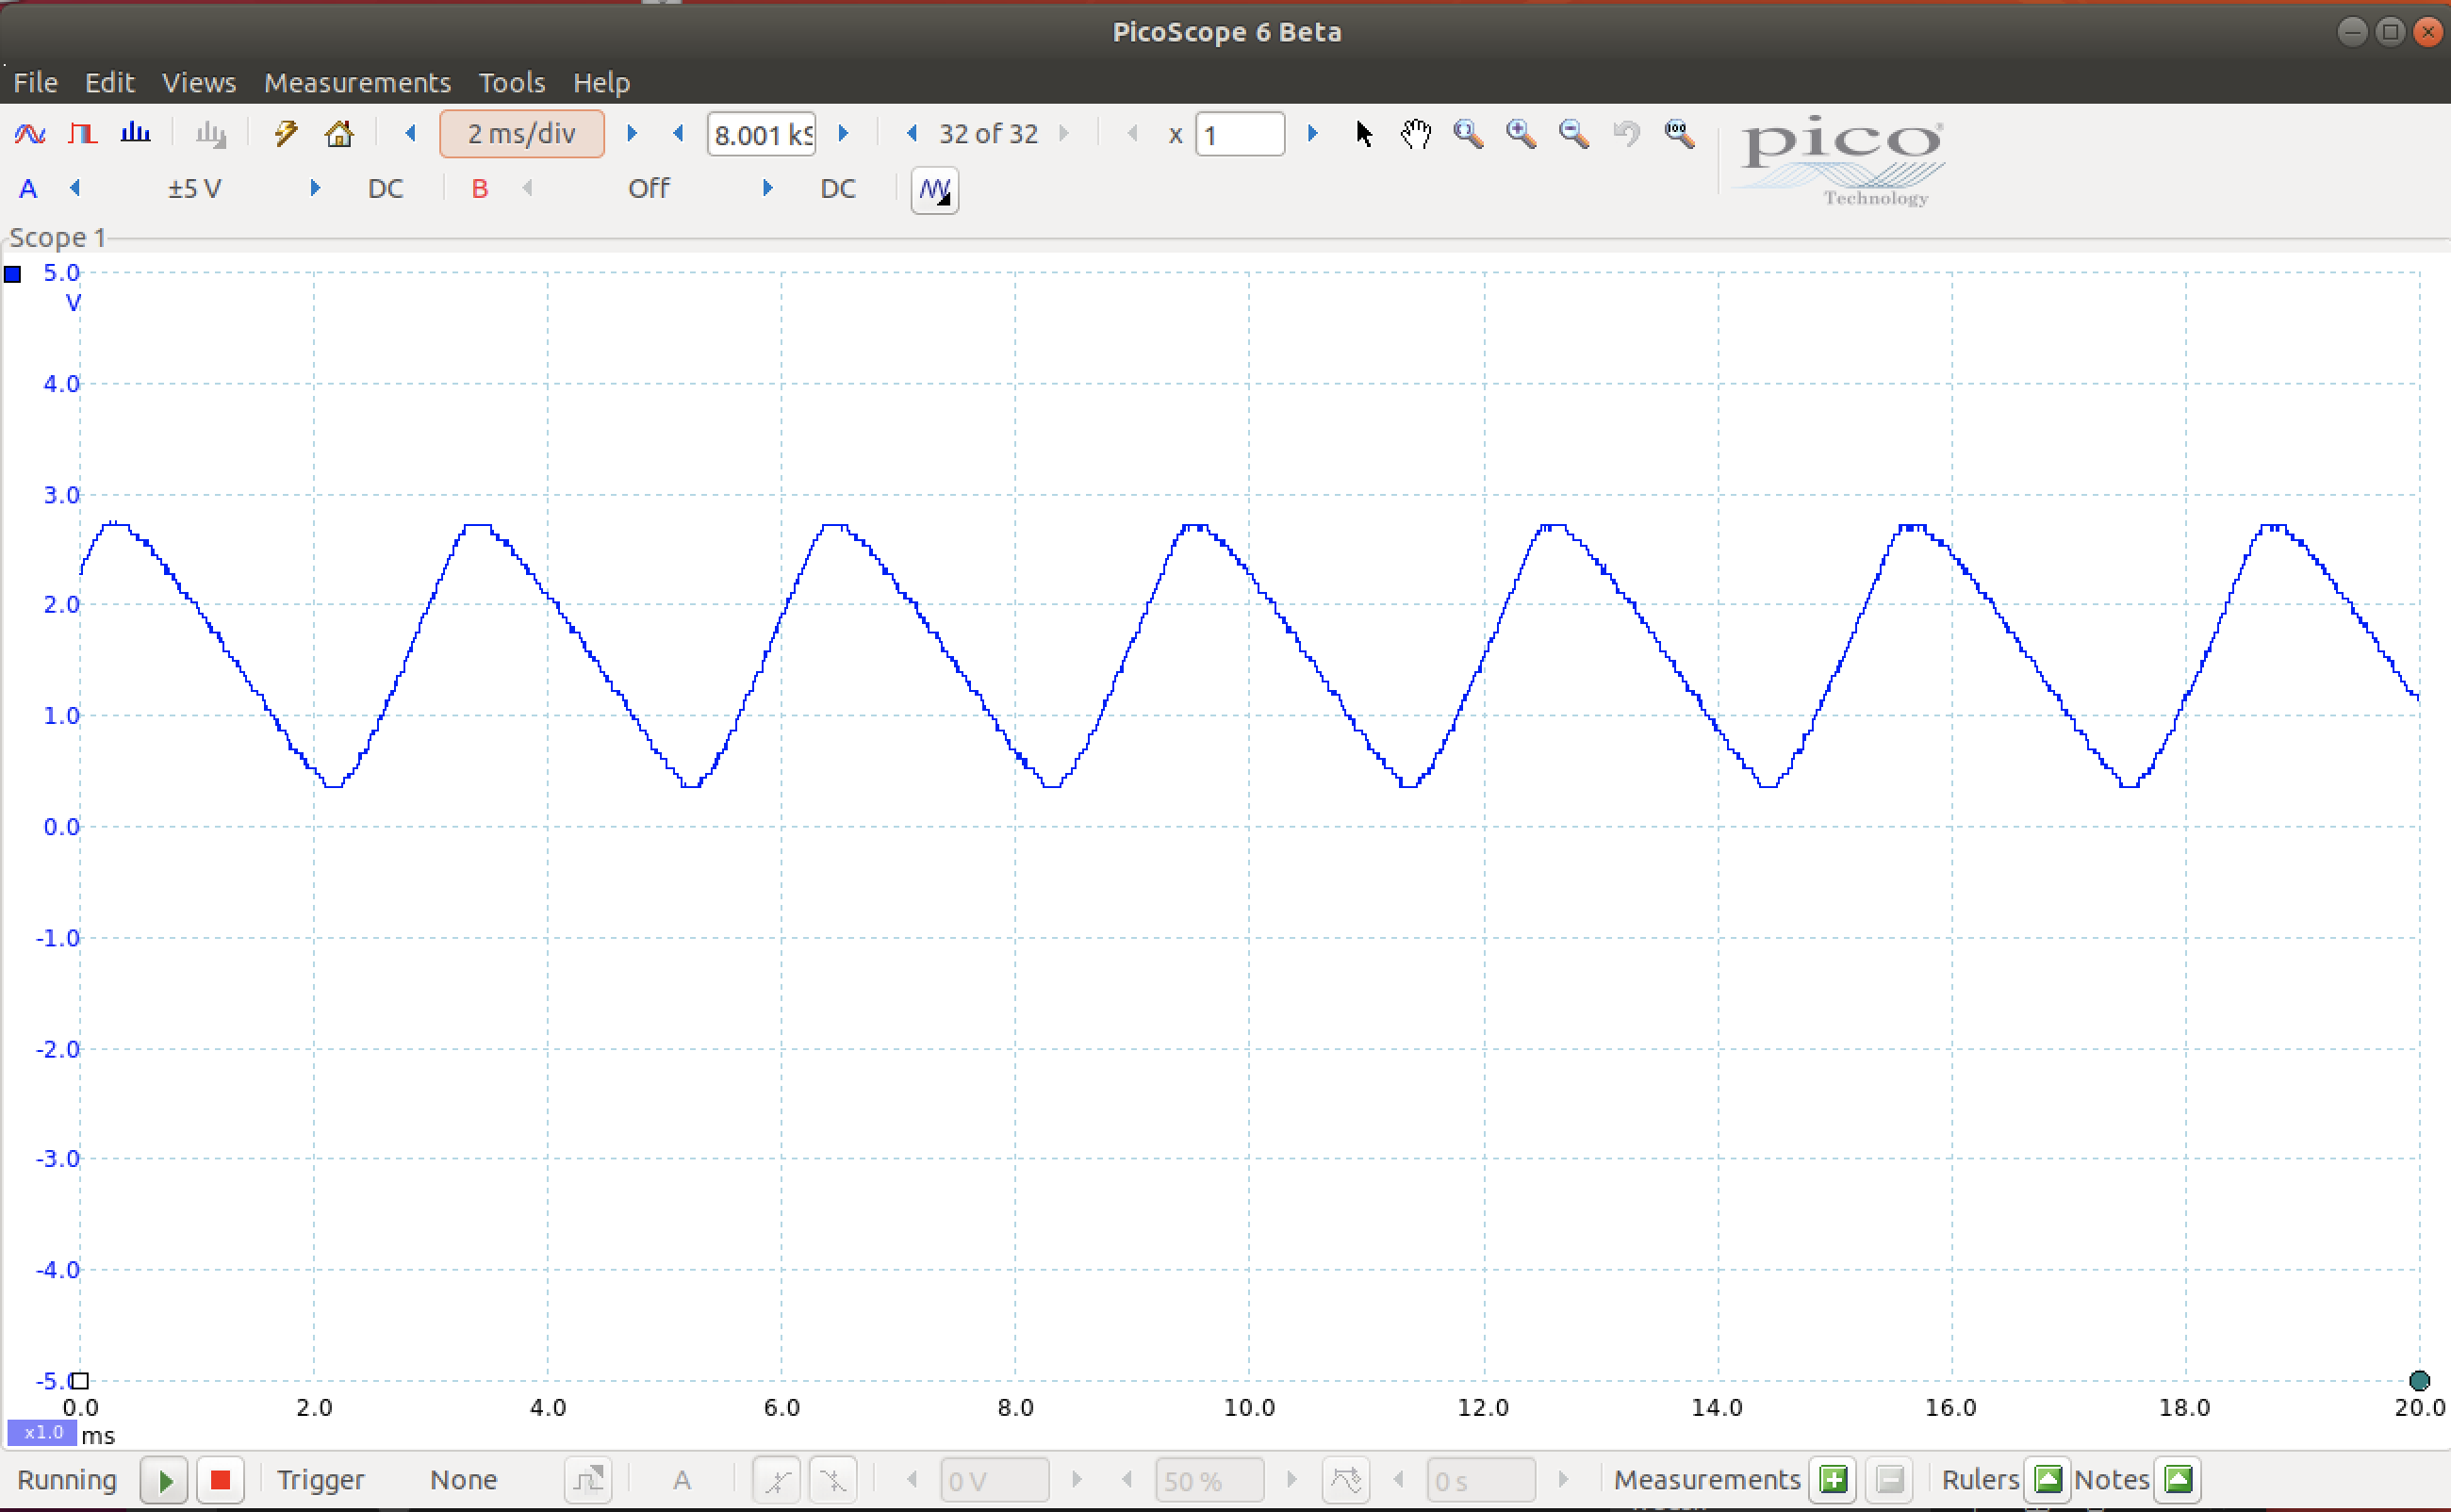 PicoScope 6 Beta
File Edit Views Measurements Tools Help
2 ms/div 8.001 kS 32 of 32 x 1 100 pico
Technology
A ±5 V DC B Off DC
Scope 1
5.0
V
4.0
3.0
2.0
1.0
0.0
-1.0
-2.0
-3.0
-4.0
-5.0
0.0 2.0 4.0 6.0 8.0 10.0 12.0 14.0 16.0 18.0 20.0
x1.0 ms
Running Trigger None A 0 V 50 % 0 s Measurements Rulers Notes